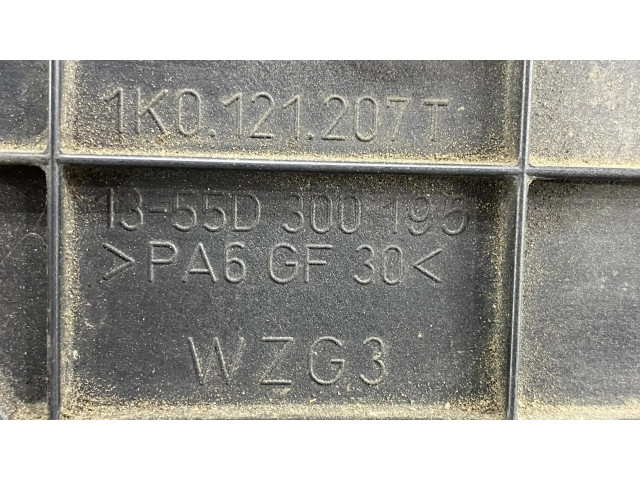 1K0.121.207 T
13-55D 300 195
>PA6 GF 30<
WZG3